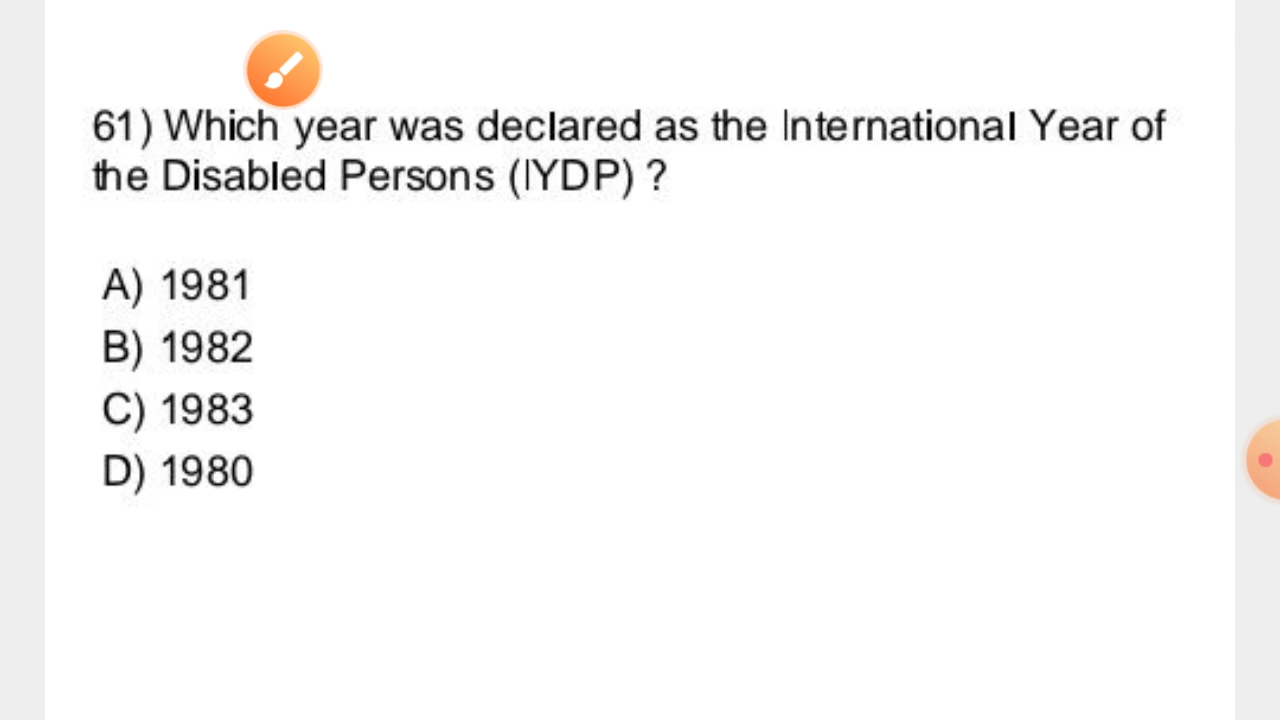 61) Which year was declared as the International Year of
the Disabled Persons (IYDP) ?
A) 1981
B) 1982
C) 1983
D) 1980